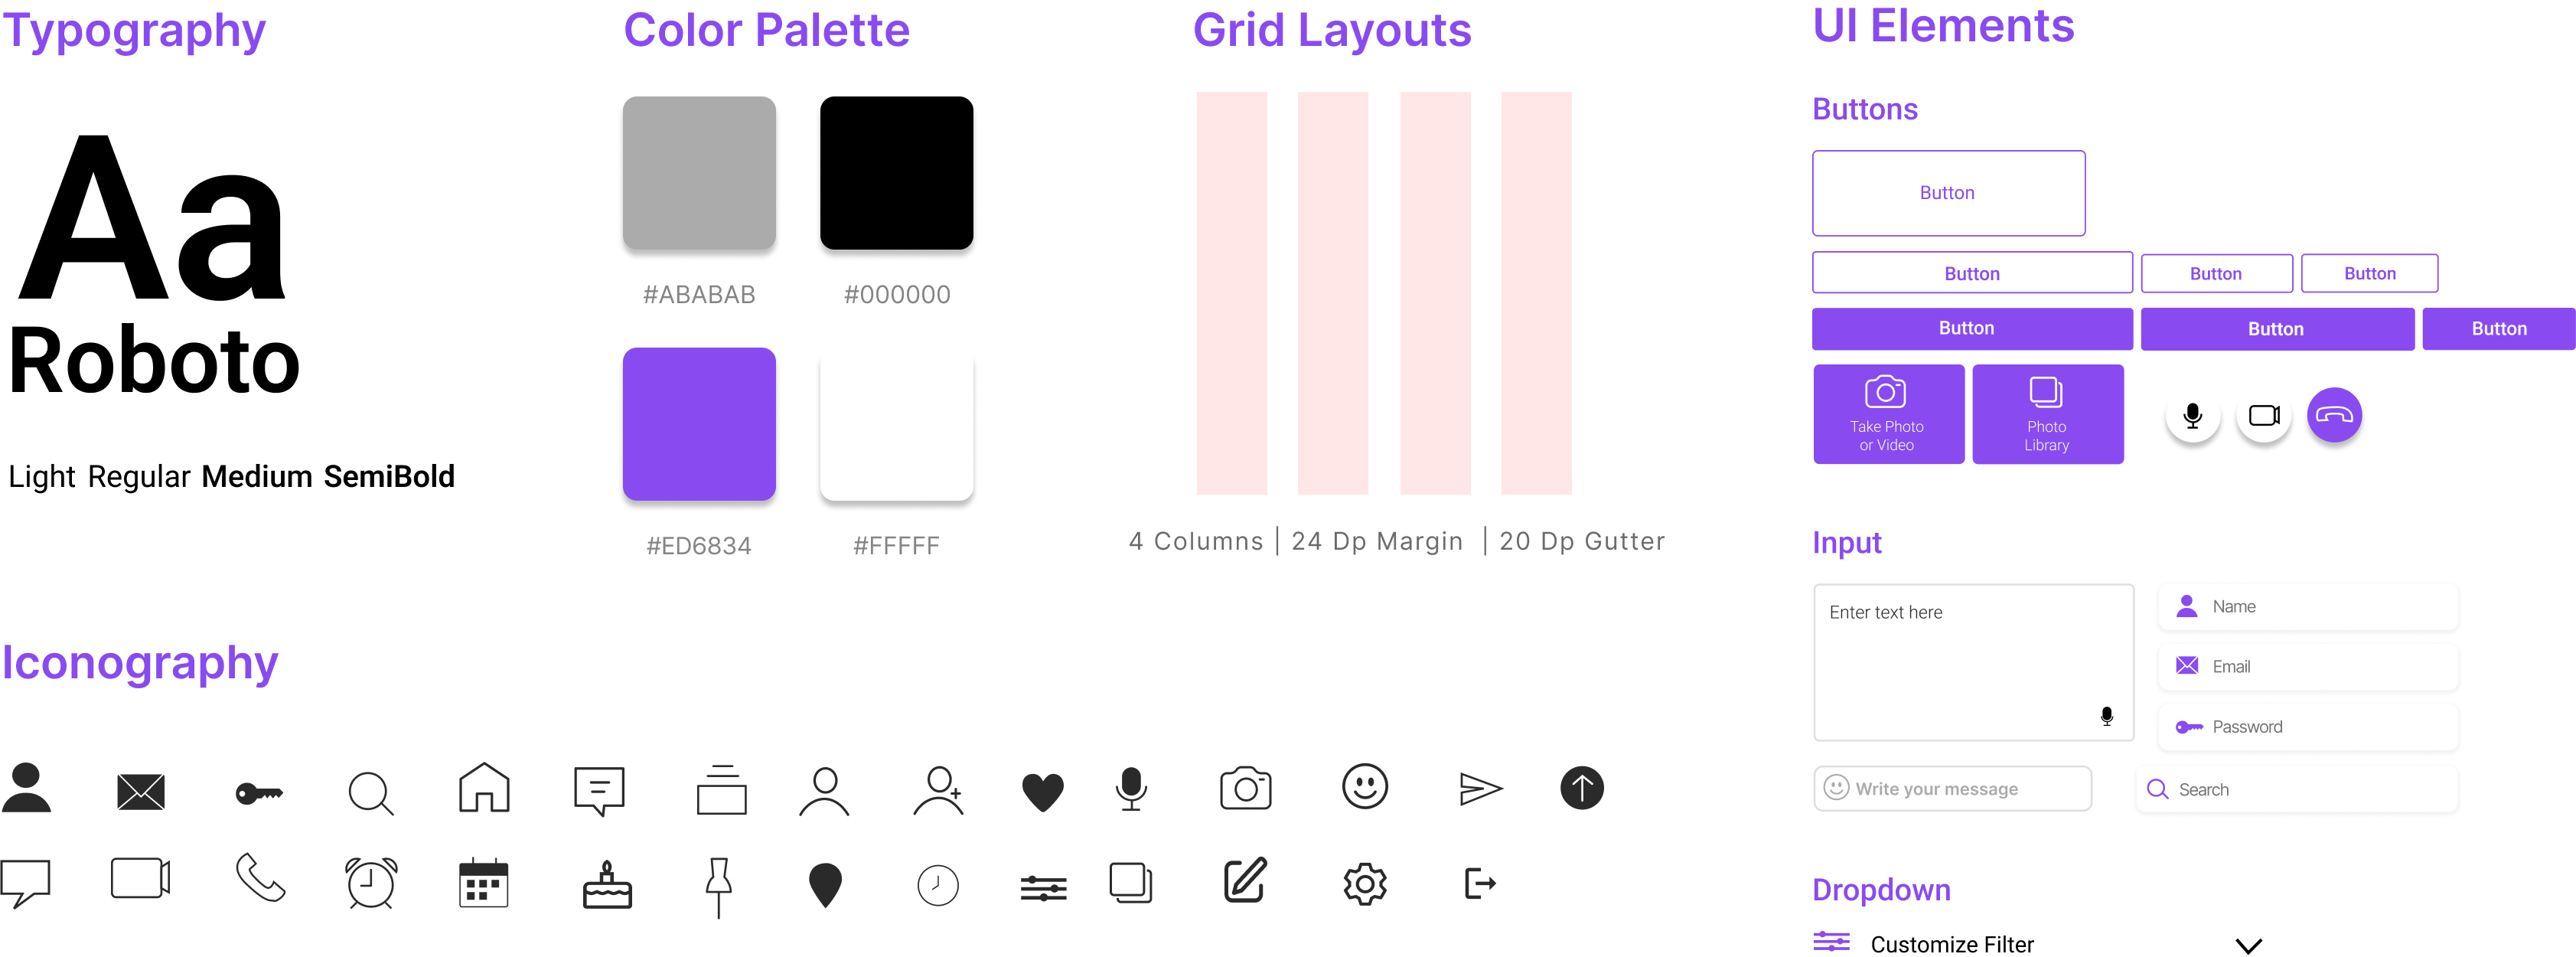 Typography
Aa
Roboto
Light Regular Medium SemiBold
Color Palette
#ABABAB
#000000
#ED6834
#FFFFF
Grid Layouts
4 Columns | 24 Dp Margin | 20 Dp Gutter
Iconography
UI Elements
Buttons
Button
Button
Button
Button
Button
Button
Button
Take Photo
or Video
Photo
Library
Input
Enter text here
Name
Email
Password
Write your message
Search
Dropdown
Customize Filter